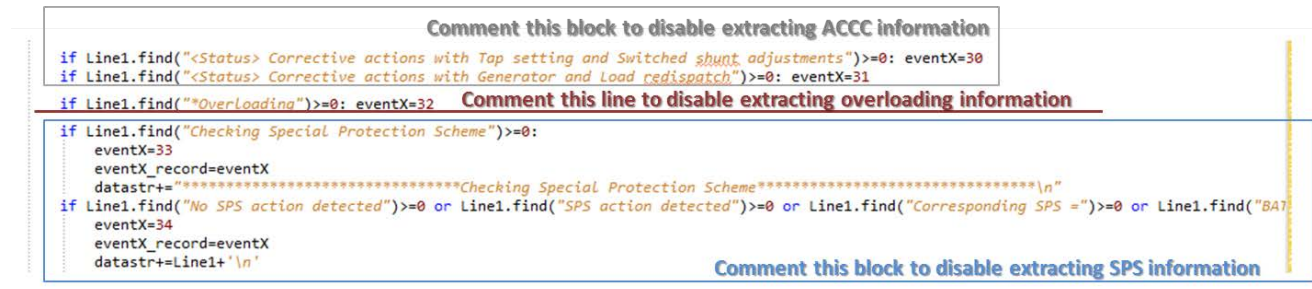 Comment this block to disable extracting ACCC information
if Line1.find("<Status> Corrective actions with Tap setting and Switched shunt adjustments")>=0: eventX=30
if Line1.find("<Status> Corrective actions with Generator and Load redispatch")>=0: eventX=31
if Line1.find("*Overloading")>=0: eventX=32 Comment this line to disable extracting overloading information
if Line1.find("Checking Special Protection Scheme")>=0:
eventX=33
eventX_record=eventX
datastr+="********************************Checking Special Protection Scheme********************************\n"
if Line1.find("No SPS action detected")>=0 or Line1.find("SPS action detected")>=0 or Line1.find("Corresponding SPS =")>=0 or Line1.find("BAT
eventX=34
eventX_record=eventX
datastr+=Line1+'\n'
Comment this block to disable extracting SPS information